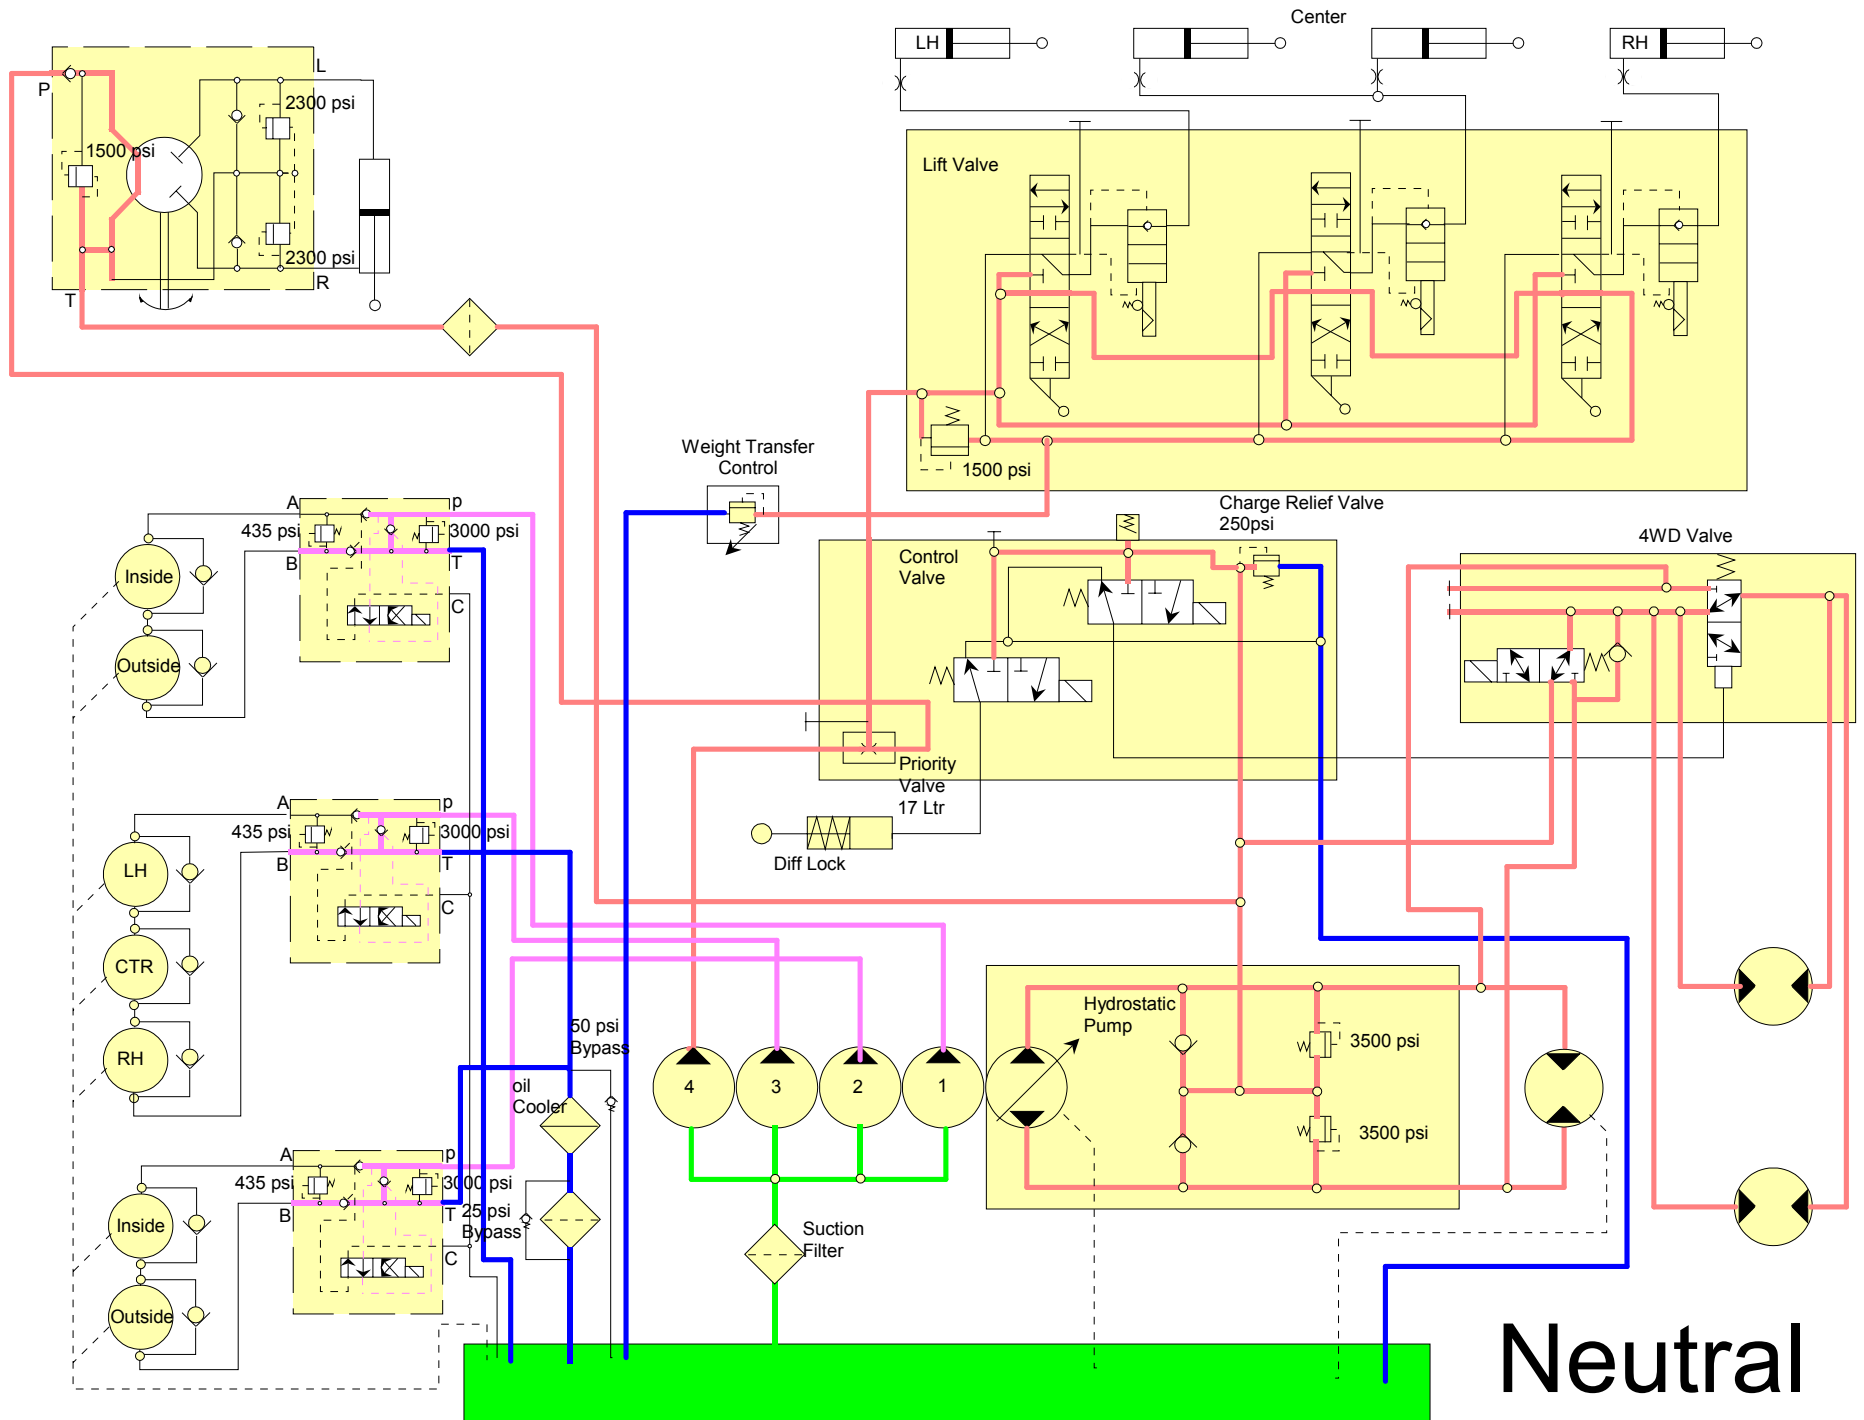 Center
LH
RH
L
P
2300 psi
1500 psi
Lift Valve
2300 psi
R
T
Weight Transfer
Control
1500 psi
Charge Relief Valve
250psi
A
p
435 psi
3000 psi
B
T
C
Inside
Outside
Control
Valve
4WD Valve
Priority
Valve
17 Ltr
Diff Lock
A
p
435 psi
3000 psi
B
T
C
LH
CTR
RH
50 psi
Bypass
oil
Cooler
4
3
2
1
Hydrostatic
Pump
3500 psi
3500 psi
A
p
435 psi
3000 psi
B
T
C
25 psi
Bypass
Inside
Outside
Suction
Filter
Neutral